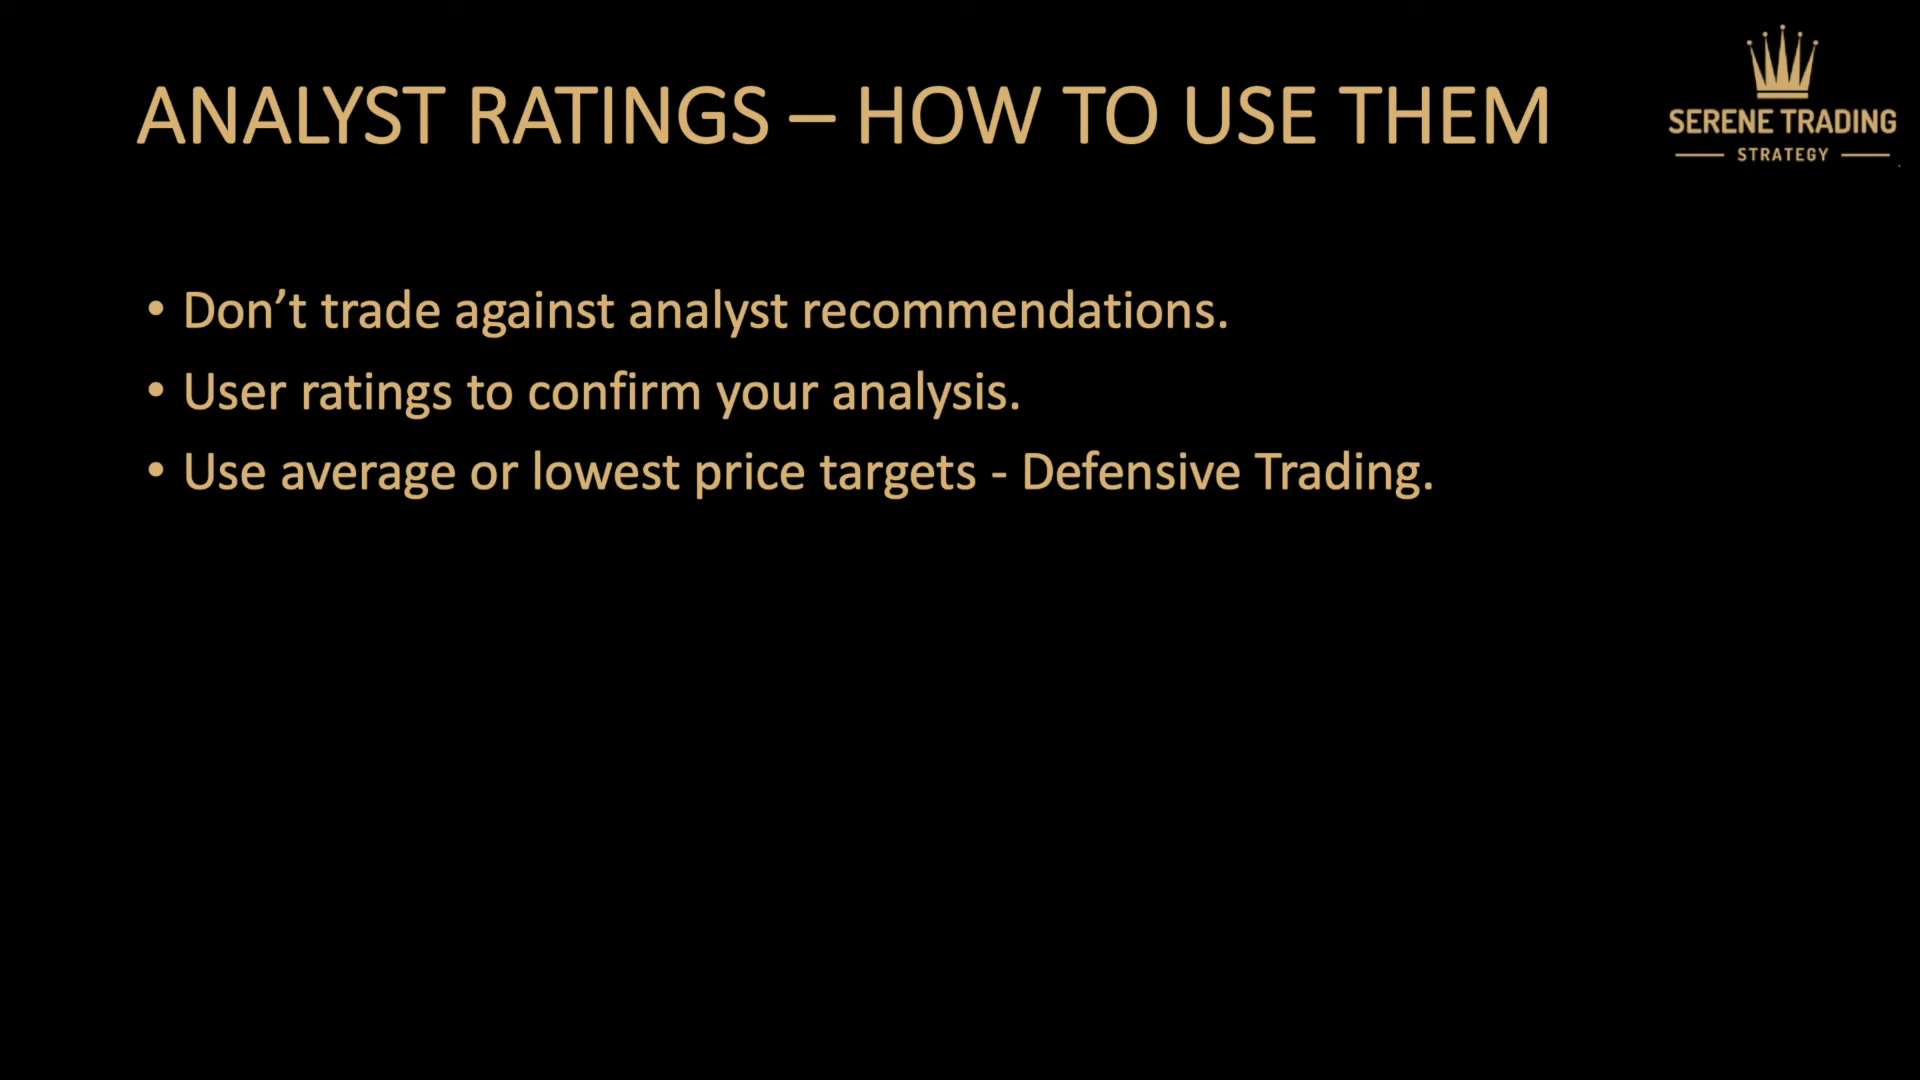 ANALYST RATINGS – HOW TO USE THEM
SERENE TRADING
STRATEGY
• Don’t trade against analyst recommendations.
• User ratings to confirm your analysis.
• Use average or lowest price targets - Defensive Trading.